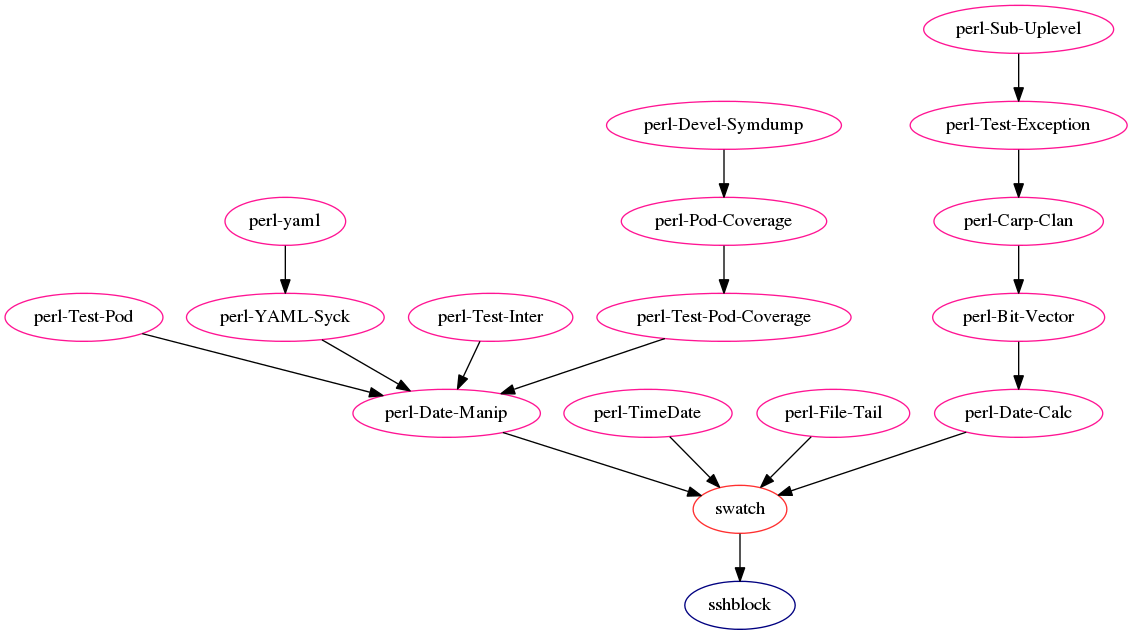 perl-Sub-Uplevel
perl-Devel-Symdump
perl-Test-Exception
perl-yaml
perl-Pod-Coverage
perl-Carp-Clan
perl-Test-Pod
perl-YAML-Syck
perl-Test-Inter
perl-Test-Pod-Coverage
perl-Bit-Vector
perl-Date-Manip
perl-TimeDate
perl-File-Tail
perl-Date-Calc
swatch
sshblock